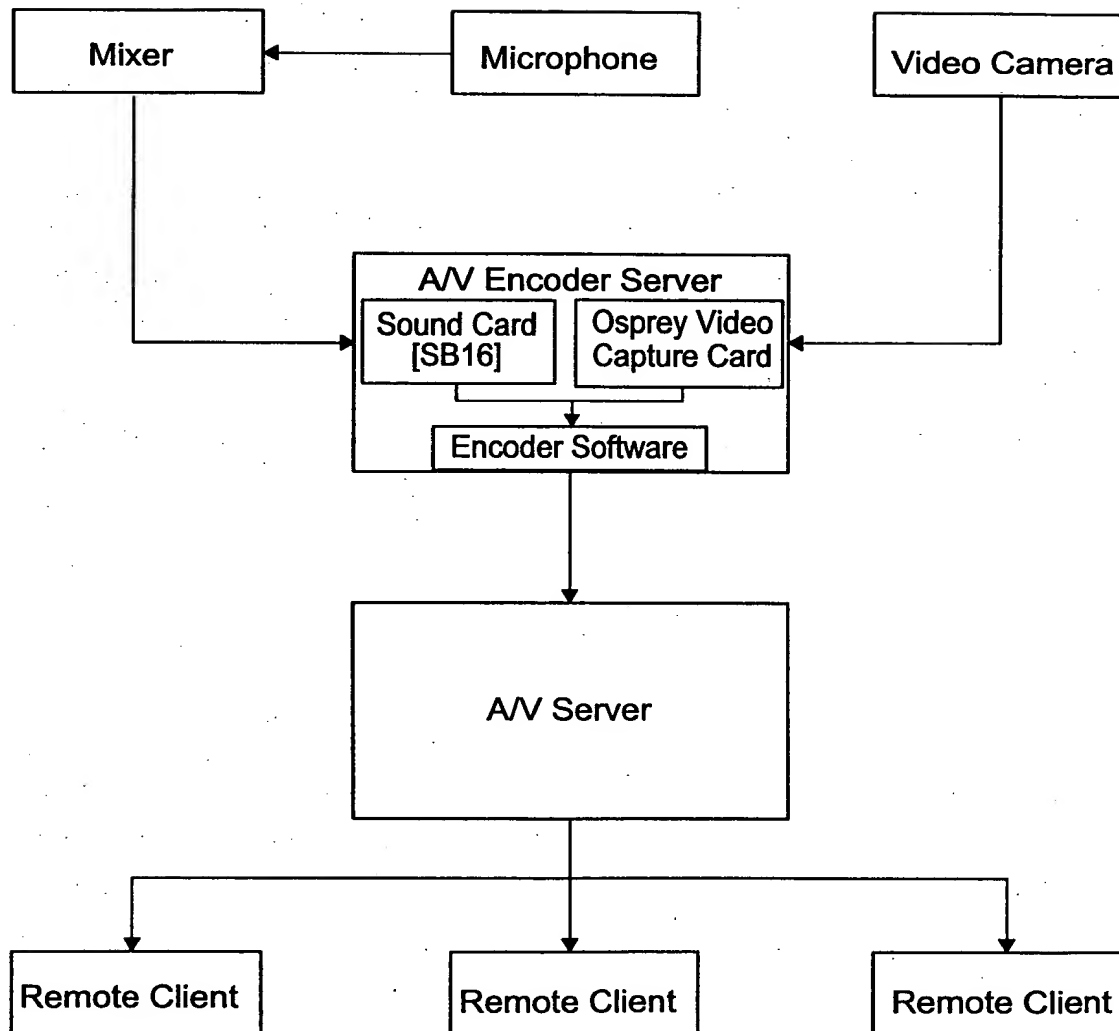 Mixer
Microphone
Video Camera
A/V Encoder Server
Sound Card
[SB16]
Osprey Video
Capture Card
Encoder Software
A/V Server
Remote Client
Remote Client
Remote Client